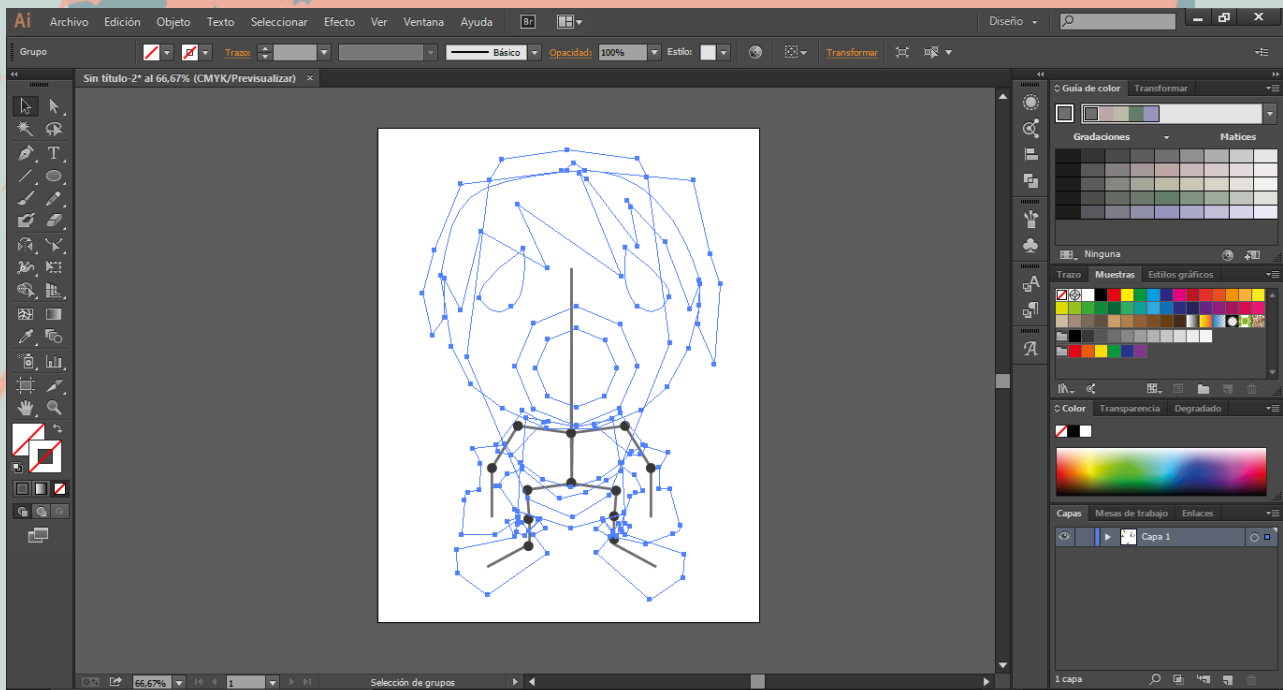 Ai Archivo Edición Objeto Texto Seleccionar Efecto Ver Ventana Ayuda Br Diseño
Grupo Trazo: Básico Opacidad: 100% Estilo: Transformar
Sin título-2* al 66,67% (CMYK/Previsualizar) ×
Guía de color Transformar
Gradaciones Matices
Ninguna
Trazo Muestras Estilos gráficos
Color Transparencia Degradado
Capas Mesas de trabajo Enlaces
Capa 1
1 capa
66,67% 1 Selección de grupos